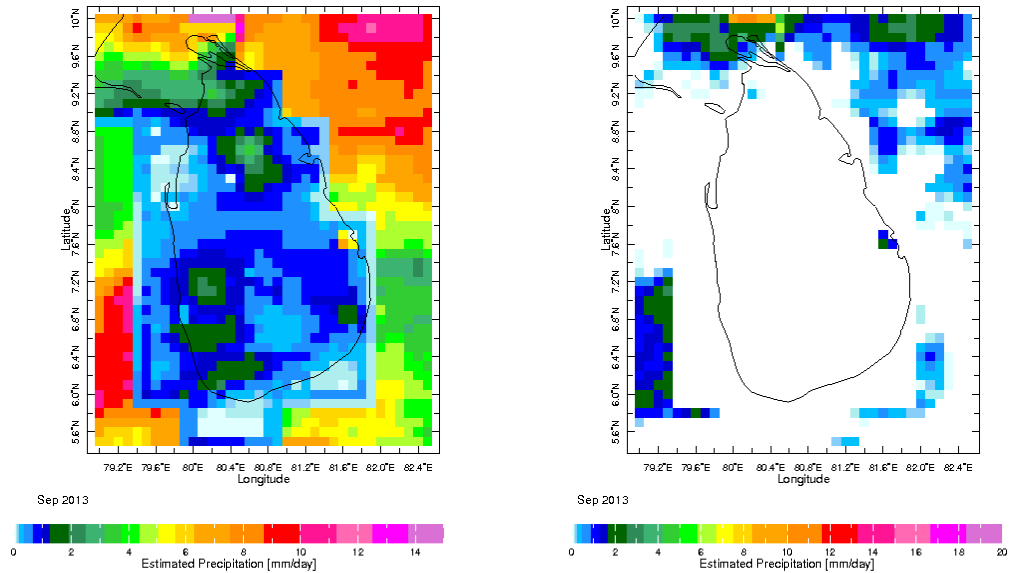 10°N
9.6°N
9.2°N
8.8°N
8.4°N
8°N
7.6°N
7.2°N
6.8°N
6.4°N
6.0°N
5.6°N
Latitude
79.2°E 79.6°E 80°E 80.4°E 80.8°E 81.2°E 81.6°E 82.0°E 82.4°E
Longitude
Sep 2013
0 2 4 6 8 10 12 14
Estimated Precipitation [mm/day]
10°N
9.6°N
9.2°N
8.8°N
8.4°N
8°N
7.6°N
7.2°N
6.8°N
6.4°N
6.0°N
5.6°N
Latitude
79.2°E 79.6°E 80°E 80.4°E 80.8°E 81.2°E 81.6°E 82.0°E 82.4°E
Longitude
Sep 2013
0 2 4 6 8 10 12 14 16 18 20
Estimated Precipitation [mm/day]